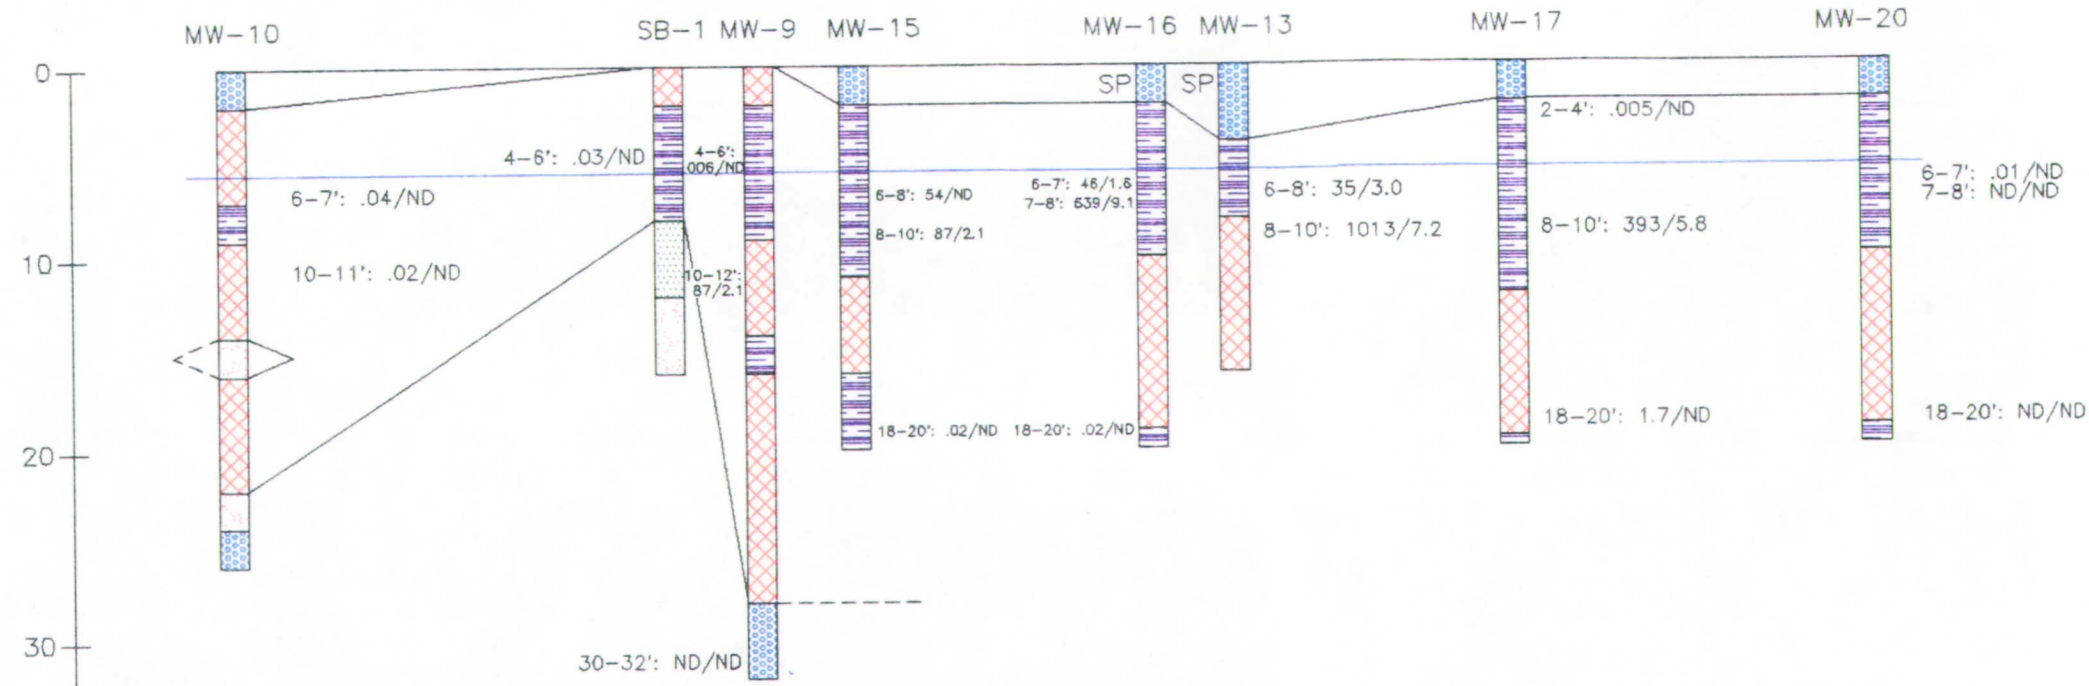 MW-10
SB-1
MW-9
MW-15
MW-16
MW-13
MW-17
MW-20
0
10
20
30
SP
SP
6-7': .04/ND
10-11': .02/ND
4-6': .03/ND
4-6':
.006/ND
10-12':
87/2.1
30-32': ND/ND
6-8': 54/ND
8-10': 87/2.1
18-20': .02/ND
6-7': 46/1.6
7-8': 639/9.1
18-20': .02/ND
6-8': 35/3.0
8-10': 1013/7.2
2-4': .005/ND
8-10': 393/5.8
18-20': 1.7/ND
6-7': .01/ND
7-8': ND/ND
18-20': ND/ND